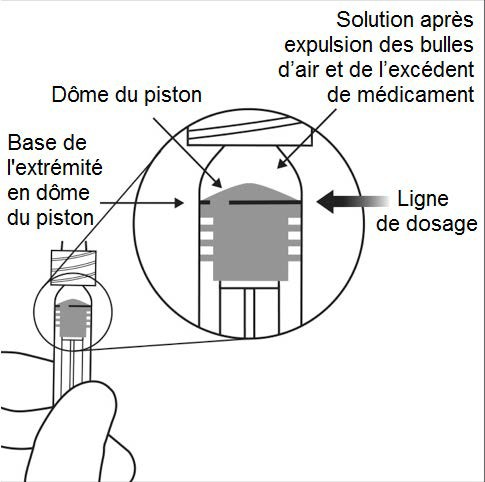 Solution après
expulsion des bulles
d'air et de l'excédent
de médicament
Dôme du piston
Base de
l'extrémité
en dôme
du piston
Ligne
de dosage